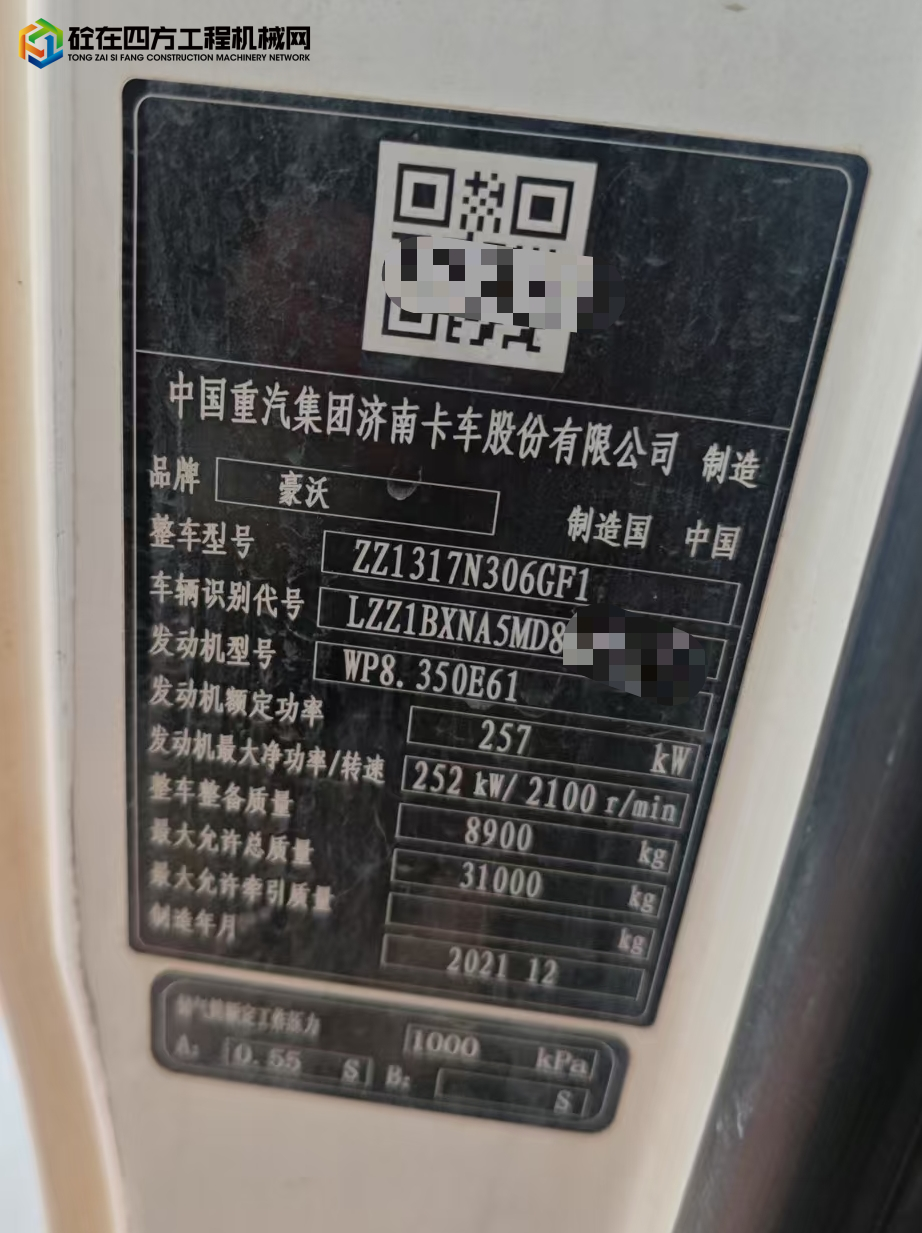 砼在四方工程机械网
TONG ZAI SI FANG CONSTRUCTION MACHINERY NETWORK
中国重汽集团济南卡车股份有限公司 制造
品牌 豪沃 制造国 中国
整车型号 ZZ1317N306GF1
车辆识别代号 LZZ1BXNA5MD8
发动机型号 WP8.350E61
发动机额定功率 257 kW
发动机最大净功率/转速 252 kW/ 2100 r/min
整车整备质量 8900 kg
最大允许总质量 31000 kg
最大允许牵引质量 kg
制造年月 2021 12
额定工作压力 1000 kPa
A: 0.55 S B: S